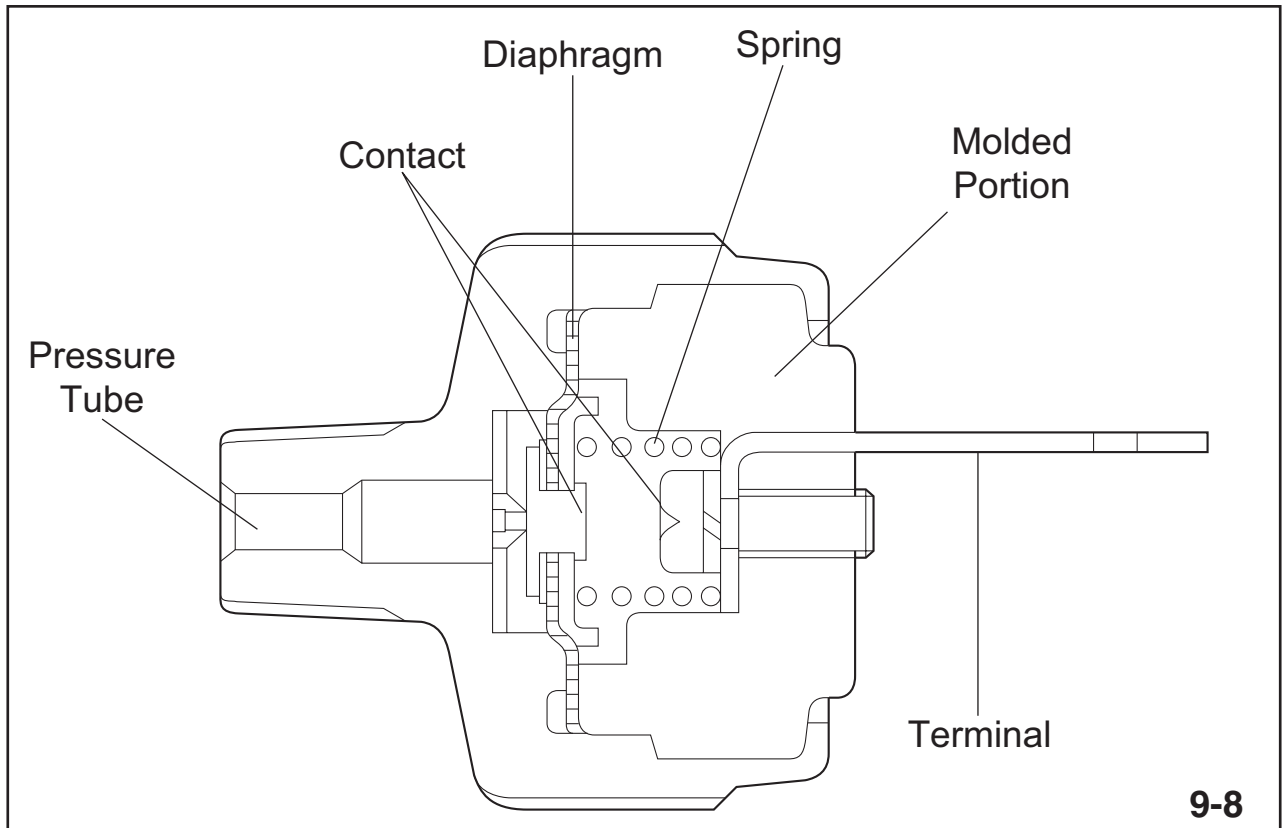 Diaphragm
Spring
Contact
Molded
Portion
Pressure
Tube
Terminal
9-8